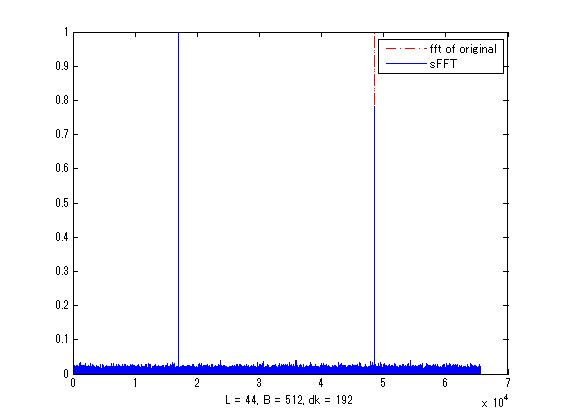 1
0.9
0.8
0.7
0.6
0.5
0.4
0.3
0.2
0.1
0
fft of original
sFFT
0 1 2 3 4 5 6 7
x 10^4
L = 44, B = 512, dk = 192